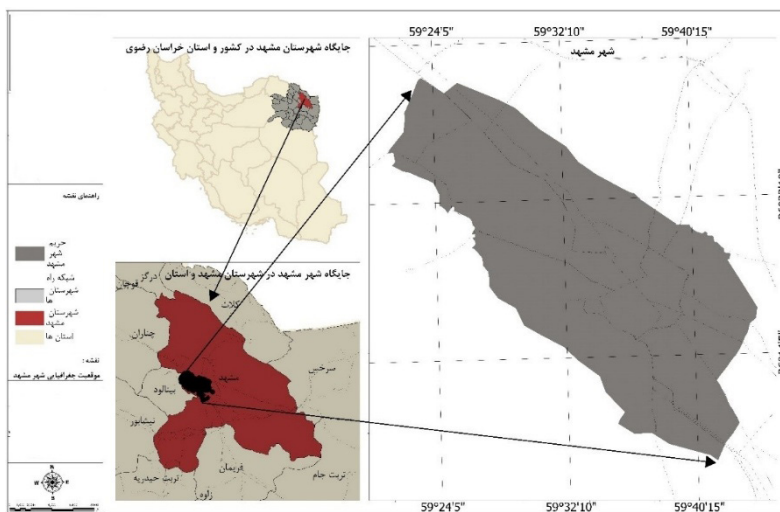 جایگاه شهرستان مشهد در کشور و استان خراسان رضوی
59°24'5"
59°32'10"
59°40'15"
شهر مشهد
راهنمای نقشه
حریم
شهر
مشهد
شبکه راه
شهرستان
ها
شهرستان
مشهد
استان ها
نقشه :
موقعیت جغرافیایی شهر مشهد
جایگاه شهر مشهد در شهرستان مشهد و استان
درگز
قوچان
کلات
چناران
سرخس
مشهد
بینالود
نیشابور
فریمان
تربت جام
تربت حیدریه
زاوه
59°24'5"
59°32'10"
59°40'15"